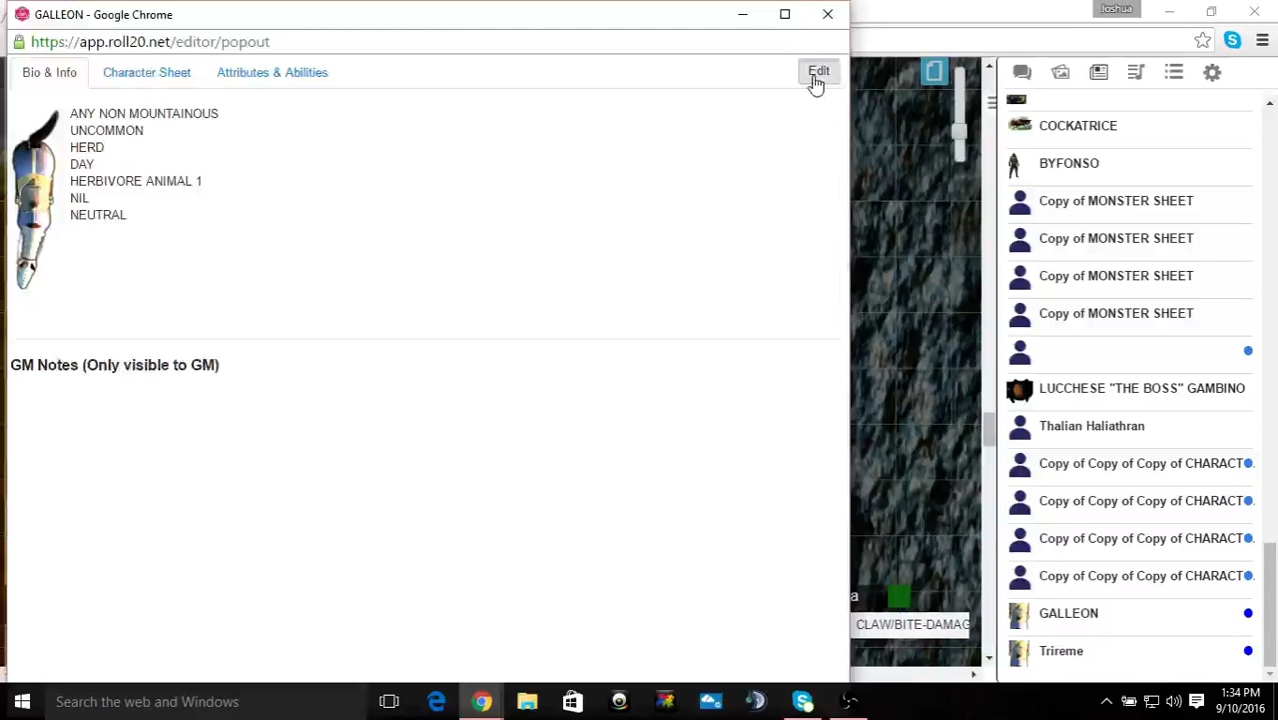 GALLEON - Google Chrome
Joshua
https://app.roll20.net/editor/popout
Bio & Info
Character Sheet
Attributes & Abilities
Edit
ANY NON MOUNTAINOUS
UNCOMMON
HERD
DAY
HERBIVORE ANIMAL 1
NIL
NEUTRAL
GM Notes (Only visible to GM)
COCKATRICE
BYFONSO
Copy of MONSTER SHEET
Copy of MONSTER SHEET
Copy of MONSTER SHEET
Copy of MONSTER SHEET
LUCCHESE "THE BOSS" GAMBINO
Thalian Haliathran
Copy of Copy of Copy of CHARACT
Copy of Copy of Copy of CHARACT
Copy of Copy of Copy of CHARACT
Copy of Copy of Copy of CHARACT
GALLEON
Trireme
a
CLAW/BITE-DAMAG
Search the web and Windows
1:34 PM
9/10/2016